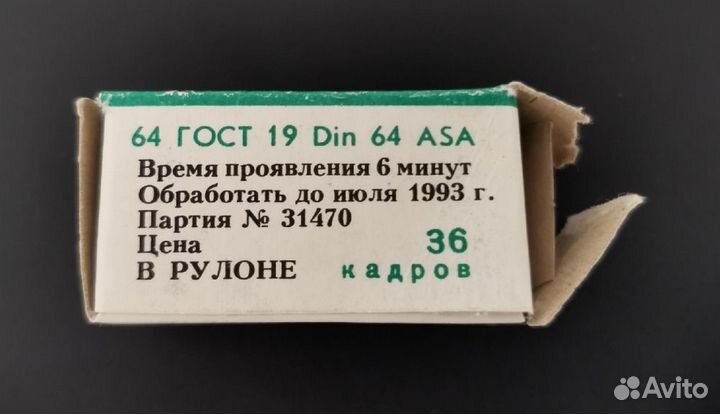 64 ГОСТ 19 Din 64 ASA
Время проявления 6 минут
Обработать до июля 1993 г.
Партия № 31470
Цена
В РУЛОНЕ
36
кадров
Avito